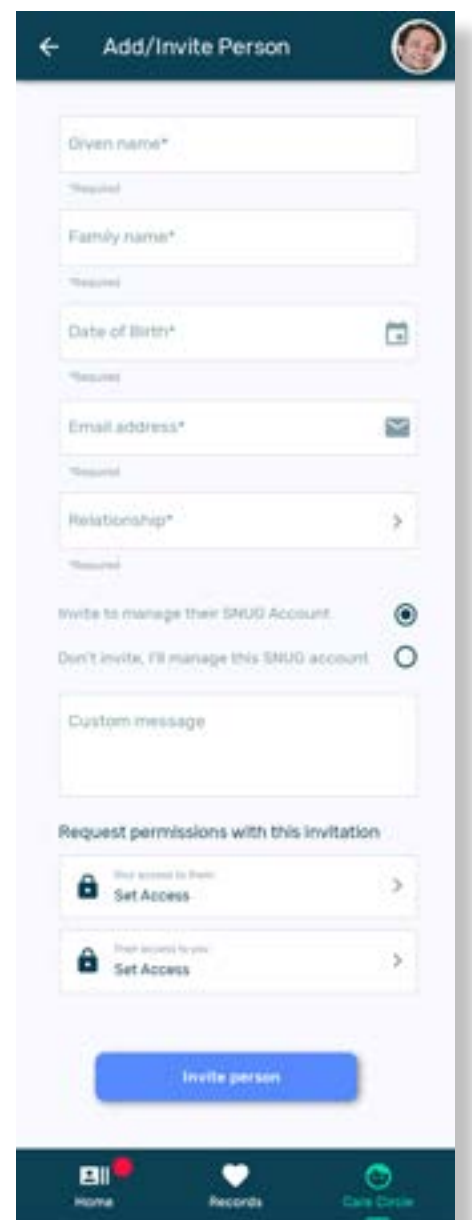 Add/Invite Person
Given name*
*Required
Family name*
*Required
Date of Birth*
*Required
Email address*
*Required
Relationship*
*Required
Invite to manage their SNUG Account
Don't invite, I'll manage this SNUG account
Custom message
Request permissions with this invitation
Your access to them
Set Access
Their access to you
Set Access
Invite person
Home
Records
Care Circle